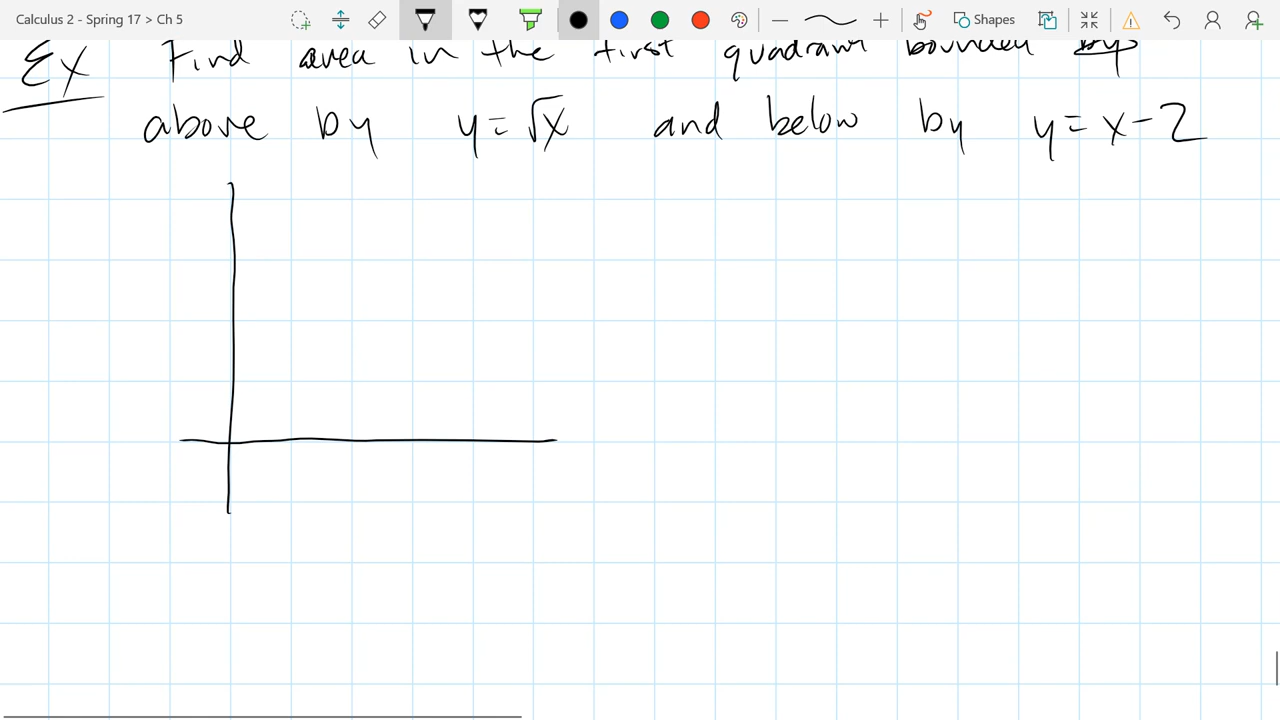 Calculus 2 - Spring 17 > Ch 5
Shapes
Ex Find area in the first quadrant bounded
above by y = √x and below by y = x - 2